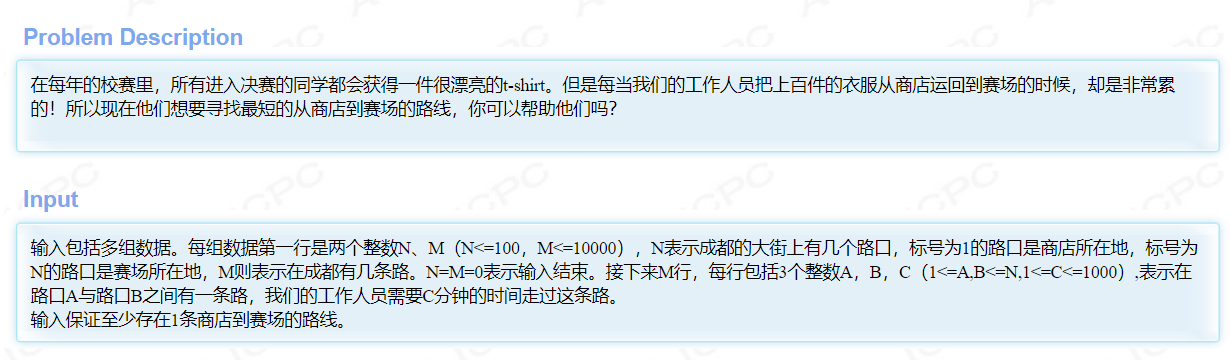 Problem Description
在每年的校赛里，所有进入决赛的同学都会获得一件很漂亮的t-shirt。但是每当我们的工作人员把上百件的衣服从商店运回到赛场的时候，却是非常累
的！所以现在他们想要寻找最短的从商店到赛场的路线，你可以帮助他们吗？
Input
输入包括多组数据。每组数据第一行是两个整数N、M（N<=100，M<=10000），N表示成都的大街上有几个路口，标号为1的路口是商店所在地，标号为
N的路口是赛场所在地，M则表示在成都有几条路。N=M=0表示输入结束。接下来M行，每行包括3个整数A，B，C（1<=A,B<=N,1<=C<=1000）,表示在
路口A与路口B之间有一条路，我们的工作人员需要C分钟的时间走过这条路。
输入保证至少存在1条商店到赛场的路线。